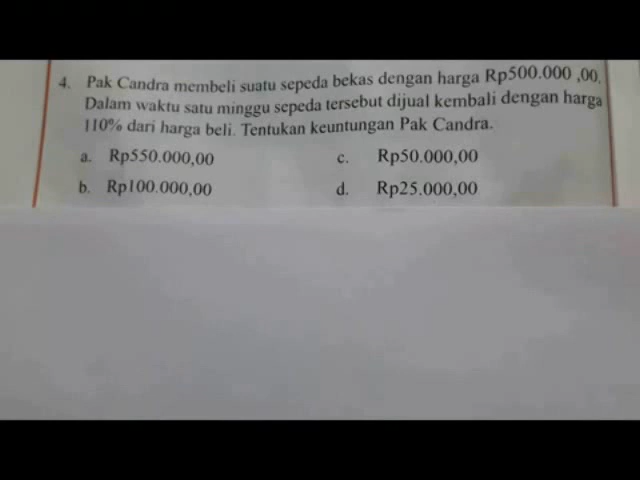 4. Pak Candra membeli suatu sepeda bekas dengan harga Rp500.000 ,00.
Dalam waktu satu minggu sepeda tersebut dijual kembali dengan harga
110% dari harga beli. Tentukan keuntungan Pak Candra.
a. Rp550.000,00 c. Rp50.000,00
b. Rp100.000,00 d. Rp25.000,00